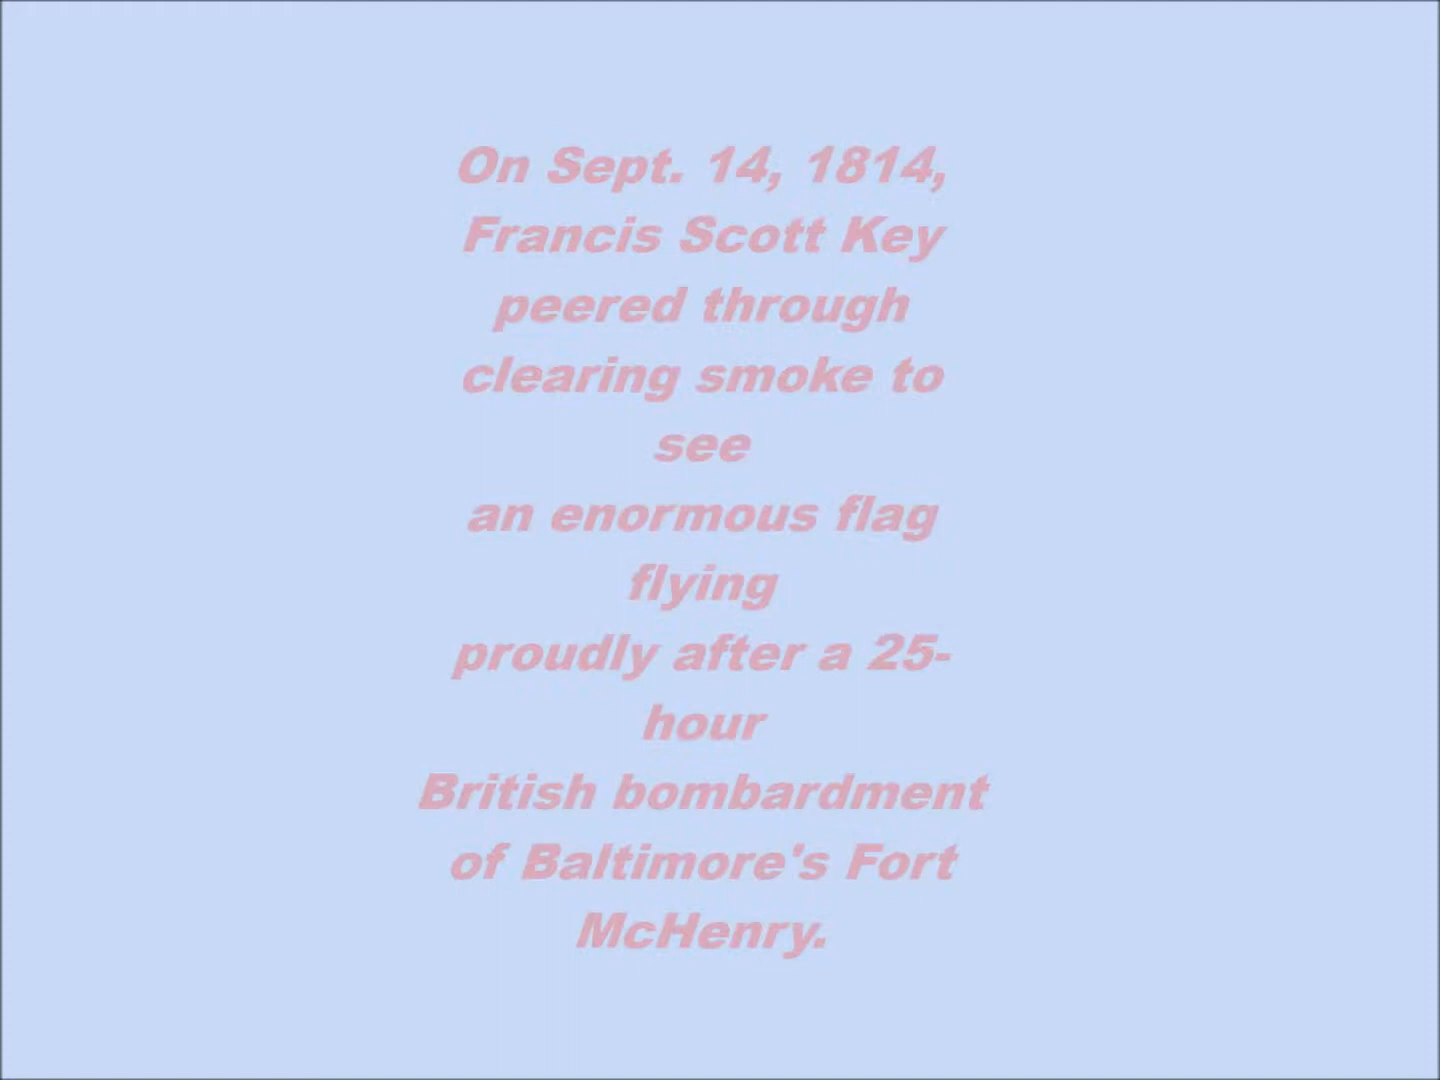 On Sept. 14, 1814,
Francis Scott Key
peered through
clearing smoke to
see
an enormous flag
flying
proudly after a 25-
hour
British bombardment
of Baltimore's Fort
McHenry.